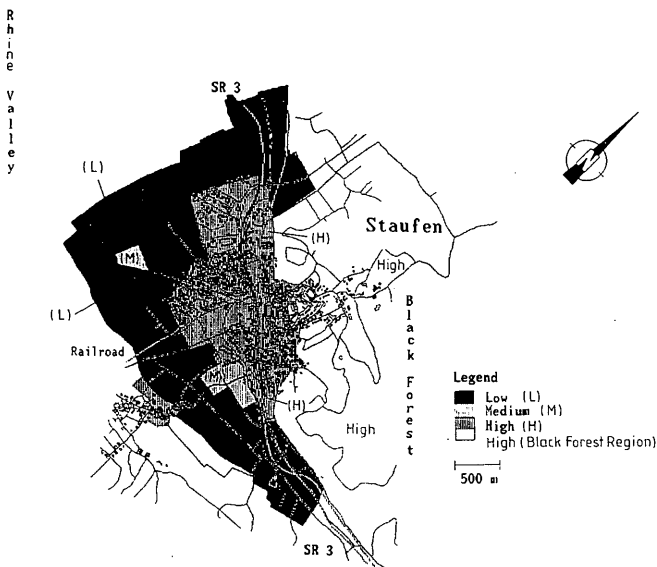 Rhine Valley
SR 3
(L)
(H)
Staufen
(M)
High
(L)
Black Forest
Railroad
(M)
(H)
High
Legend
Low (L)
Medium (M)
High (H)
High (Black Forest Region)
500 m
SR 3
N